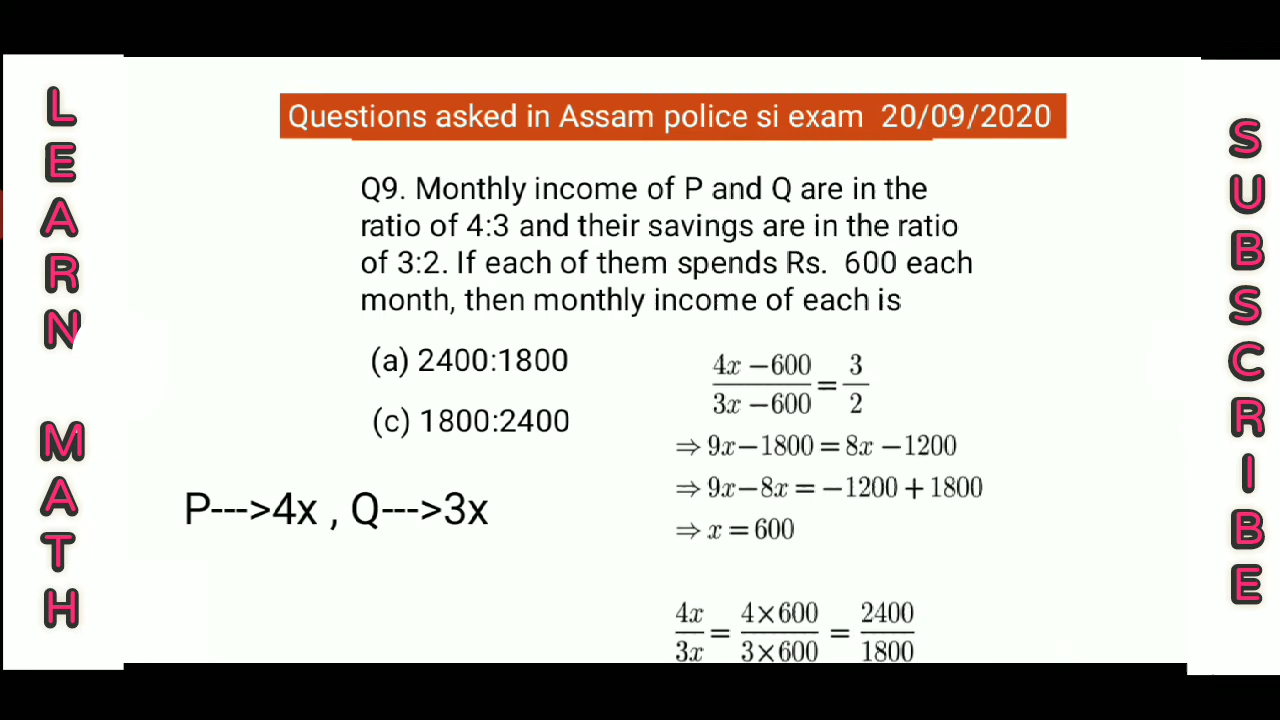 LEARN MATH
Questions asked in Assam police si exam 20/09/2020
Q9. Monthly income of P and Q are in the
ratio of 4:3 and their savings are in the ratio
of 3:2. If each of them spends Rs. 600 each
month, then monthly income of each is
(a) 2400:1800
(c) 1800:2400
P--->4x , Q--->3x
4x −600 / 3x −600 = 3 / 2
⇒ 9x−1800 = 8x −1200
⇒ 9x−8x = −1200 + 1800
⇒ x = 600
4x / 3x = 4×600 / 3×600 = 2400 / 1800
SUBSCRIBE